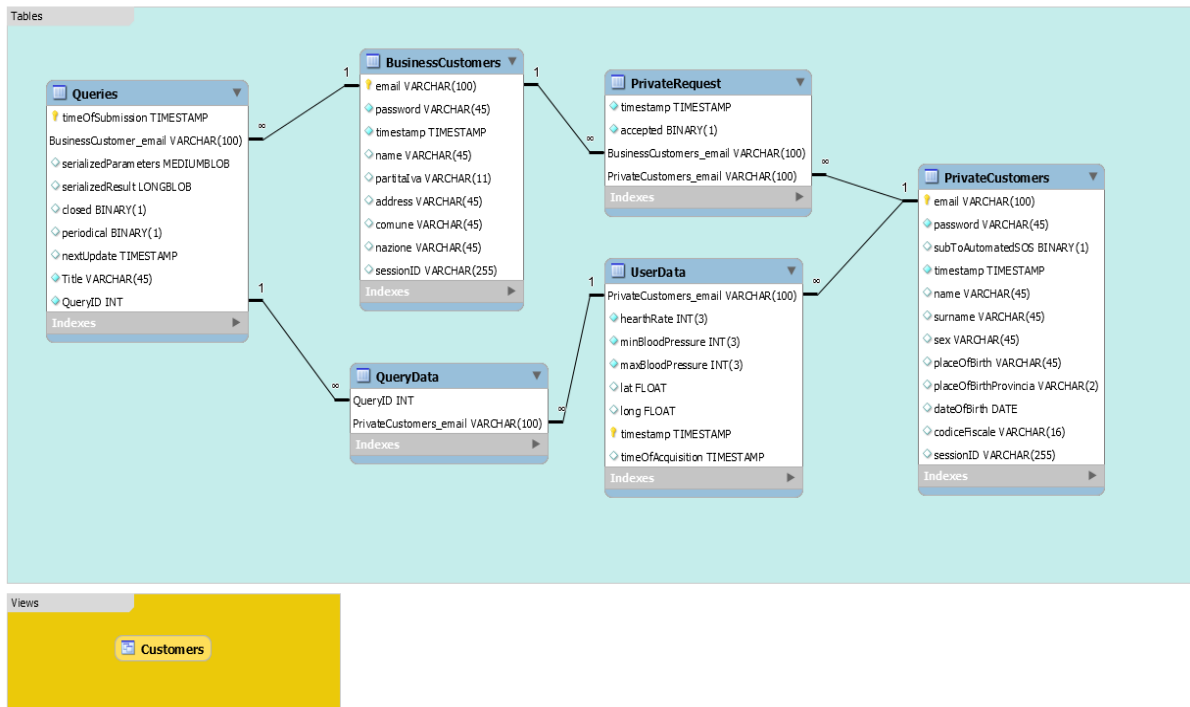 Tables
Queries
timeOfSubmission TIMESTAMP
BusinessCustomer_email VARCHAR(100)
serializedParameters MEDIUMBLOB
serializedResult LONGBLOB
closed BINARY(1)
periodical BINARY(1)
nextUpdate TIMESTAMP
Title VARCHAR(45)
QueryID INT
Indexes
1
∞
BusinessCustomers
email VARCHAR(100)
password VARCHAR(45)
timestamp TIMESTAMP
name VARCHAR(45)
partitaIva VARCHAR(11)
address VARCHAR(45)
comune VARCHAR(45)
nazione VARCHAR(45)
sessionID VARCHAR(255)
Indexes
1
∞
PrivateRequest
timestamp TIMESTAMP
accepted BINARY(1)
BusinessCustomers_email VARCHAR(100)
PrivateCustomers_email VARCHAR(100)
Indexes
∞
1
PrivateCustomers
email VARCHAR(100)
password VARCHAR(45)
subToAutomatedSOS BINARY(1)
timestamp TIMESTAMP
name VARCHAR(45)
surname VARCHAR(45)
sex VARCHAR(45)
placeOfBirth VARCHAR(45)
placeOfBirthProvincia VARCHAR(2)
dateOfBirth DATE
codiceFiscale VARCHAR(16)
sessionID VARCHAR(255)
Indexes
UserData
PrivateCustomers_email VARCHAR(100)
hearthRate INT(3)
minBloodPressure INT(3)
maxBloodPressure INT(3)
lat FLOAT
long FLOAT
timestamp TIMESTAMP
timeOfAcquisition TIMESTAMP
Indexes
1
∞
QueryData
QueryID INT
PrivateCustomers_email VARCHAR(100)
Indexes
1
∞
∞
Views
Customers